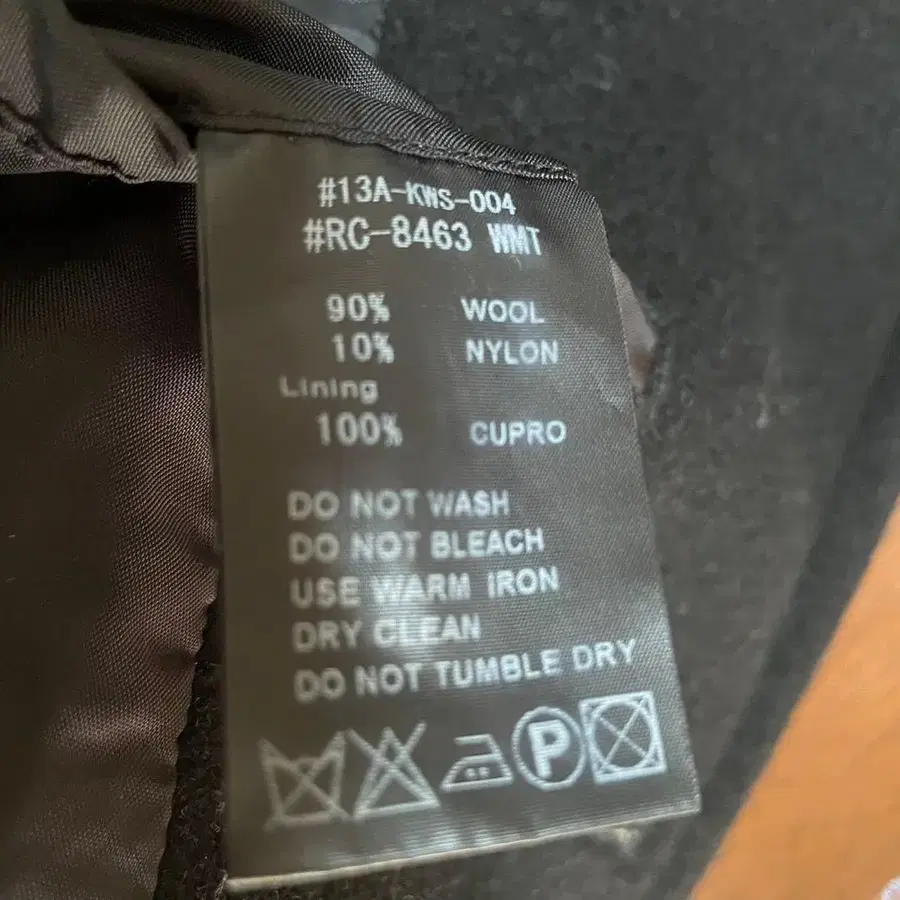 #13A-KWS-004
#RC-8463 WMT
90% WOOL
10% NYLON
Lining
100% CUPRO
DO NOT WASH
DO NOT BLEACH
USE WARM IRON
DRY CLEAN
DO NOT TUMBLE DRY
P